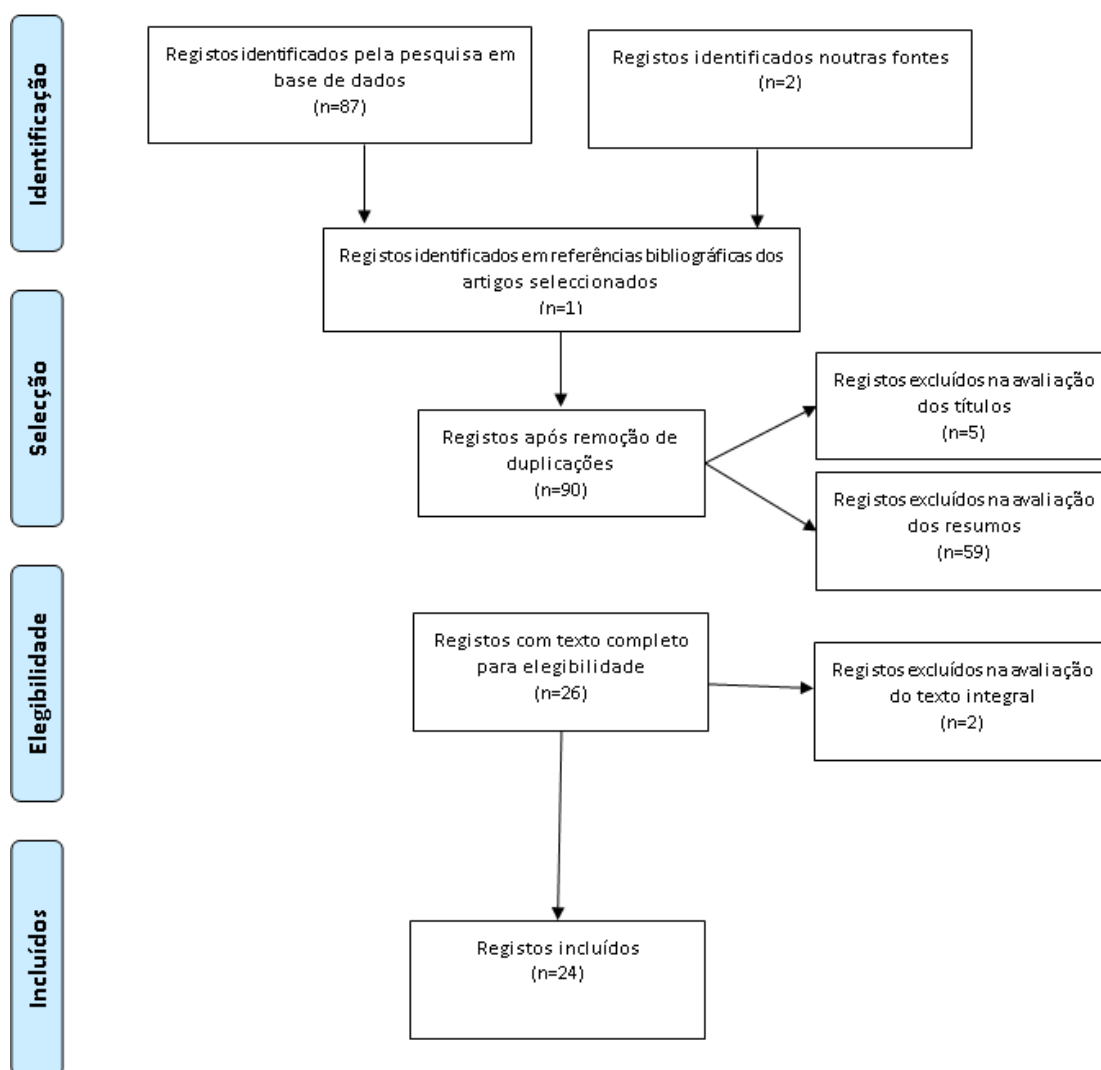 Identificação
Registos identificados pela pesquisa em
base de dados
(n=87)
Registos identificados noutras fontes
(n=2)
Registos identificados em referências bibliográficas dos
artigos seleccionados
(n=1)
Selecção
Registos após remoção de
duplicações
(n=90)
Registos excluídos na avaliação
dos títulos
(n=5)
Registos excluídos na avaliação
dos resumos
(n=59)
Elegibilidade
Registos com texto completo
para elegibilidade
(n=26)
Registos excluídos na avaliação
do texto integral
(n=2)
Incluídos
Registos incluídos
(n=24)